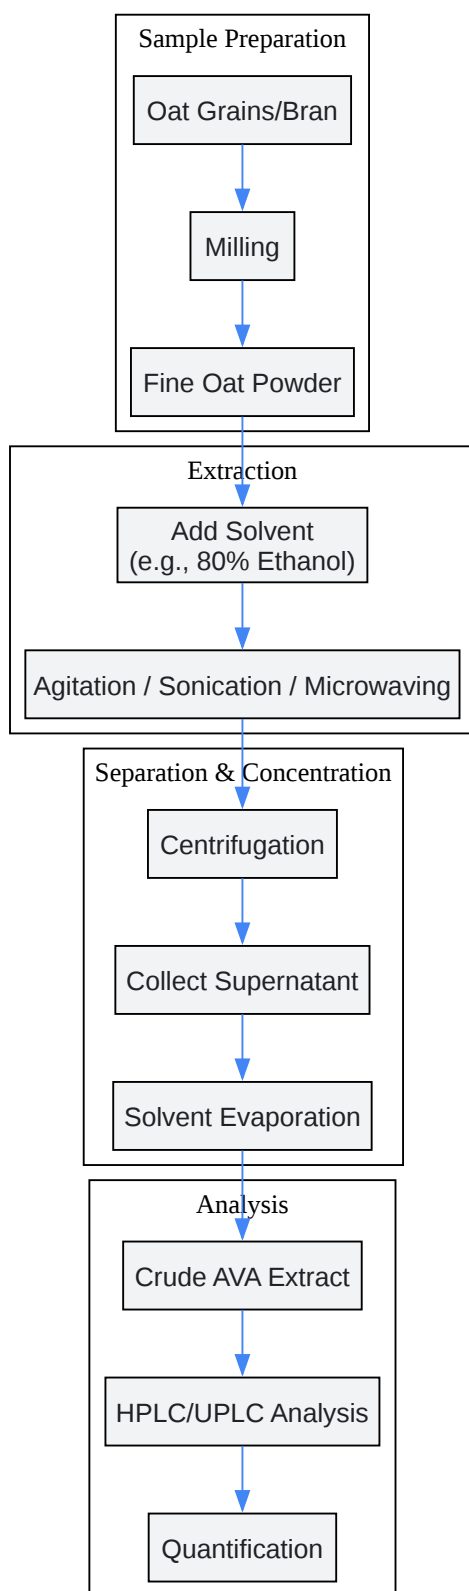 Sample Preparation
Oat Grains/Bran
Milling
Fine Oat Powder
Extraction
Add Solvent
(e.g., 80% Ethanol)
Agitation / Sonication / Microwaving
Separation & Concentration
Centrifugation
Collect Supernatant
Solvent Evaporation
Analysis
Crude AVA Extract
HPLC/UPLC Analysis
Quantification